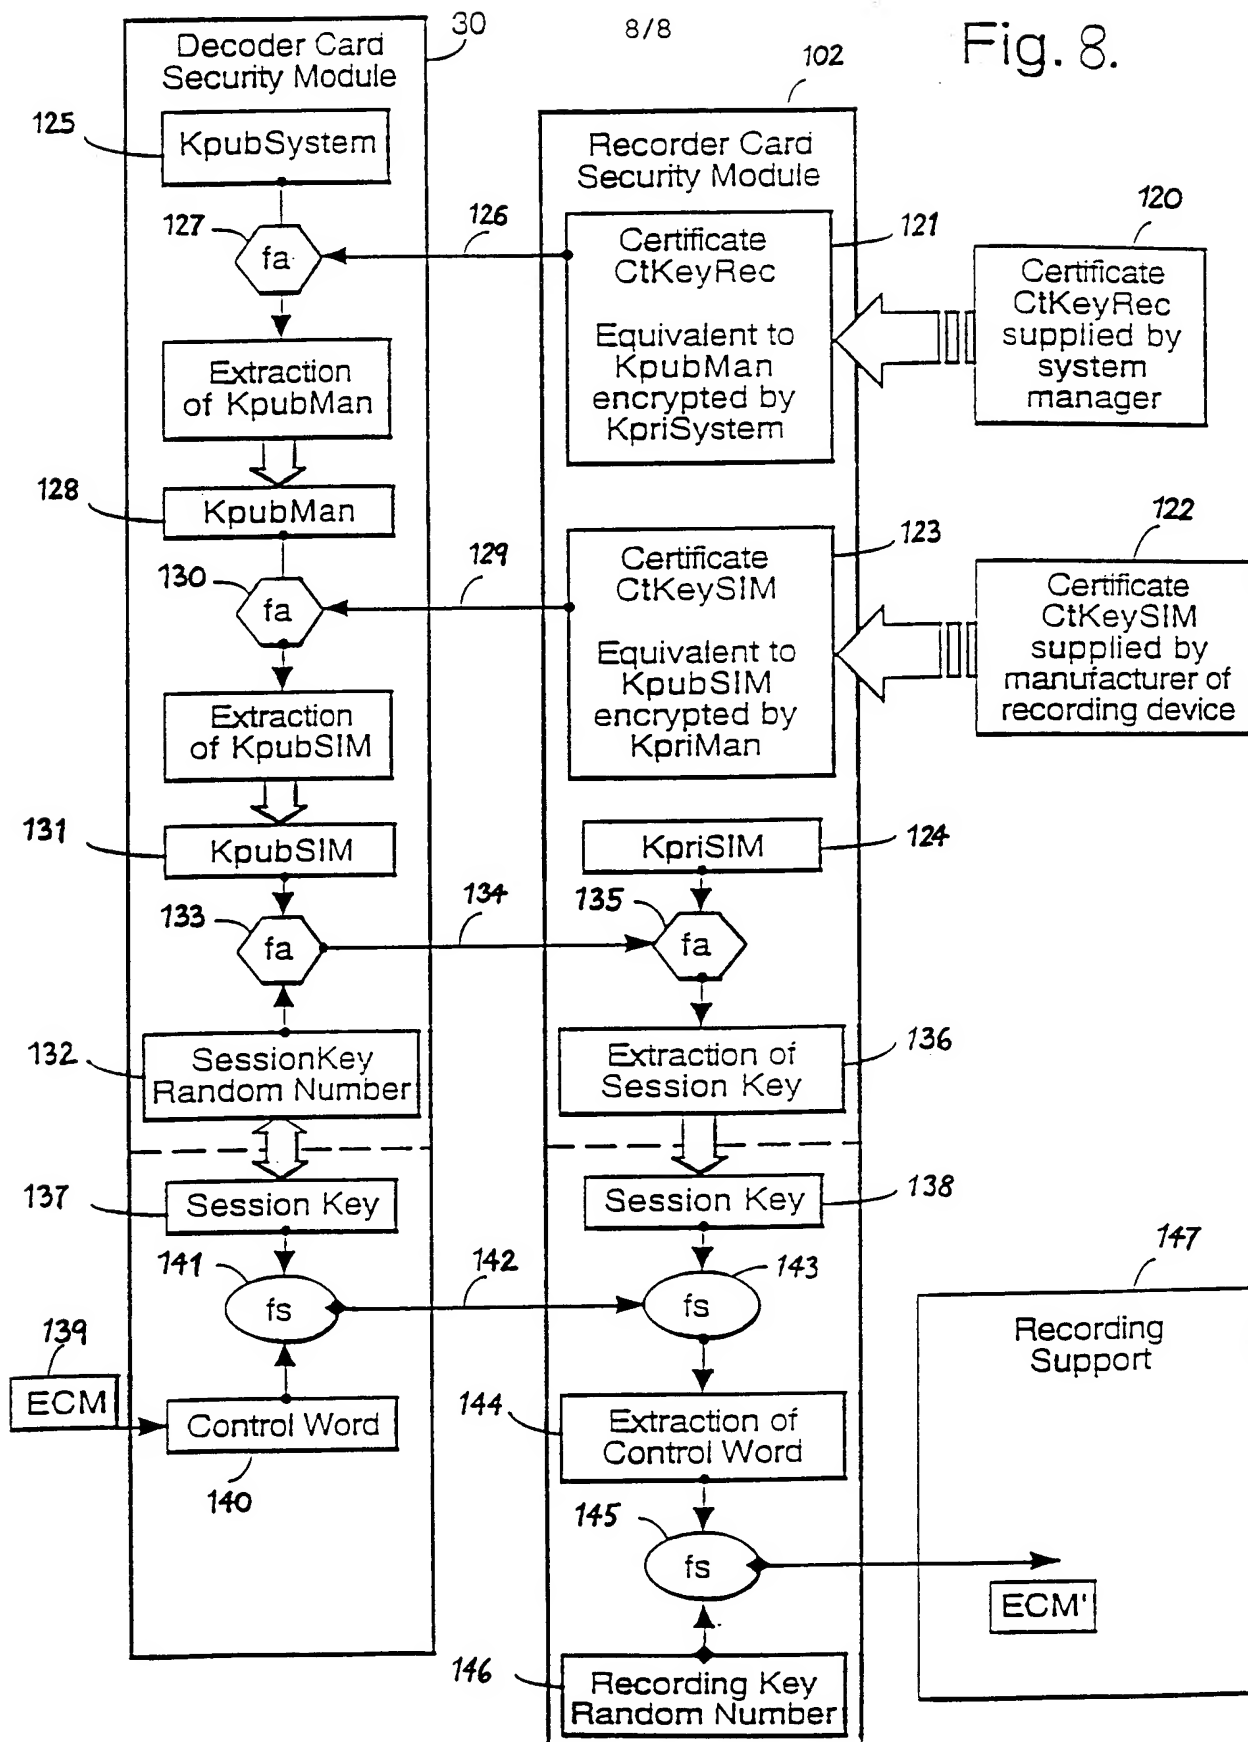 8/8
Fig. 8.
30
Decoder Card
Security Module
102
125
KpubSystem
Recorder Card
Security Module
127
fa
126
121
Certificate
CtKeyRec
Equivalent to
KpubMan
encrypted by
KpriSystem
120
Certificate
CtKeyRec
supplied by
system
manager
Extraction
of KpubMan
128
KpubMan
130
fa
129
123
Certificate
CtKeySIM
Equivalent to
KpubSIM
encrypted by
KpriMan
122
Certificate
CtKeySIM
supplied by
manufacturer of
recording device
Extraction
of KpubSIM
131
KpubSIM
KpriSIM
124
133
fa
134
135
fa
132
SessionKey
Random Number
Extraction of
Session Key
136
137
Session Key
Session Key
138
141
fs
142
143
fs
147
Recording
Support
139
ECM
Control Word
140
144
Extraction of
Control Word
145
fs
ECM'
146
Recording Key
Random Number